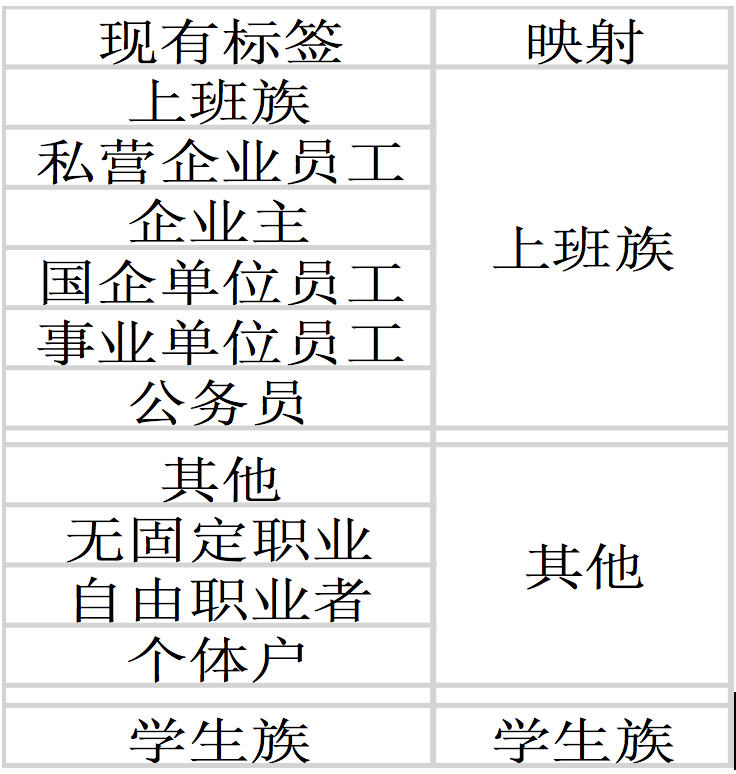 现有标签 映射
上班族
私营企业员工
企业主
国企单位员工
事业单位员工
公务员
上班族
其他
无固定职业
自由职业者
个体户
其他
学生族 学生族